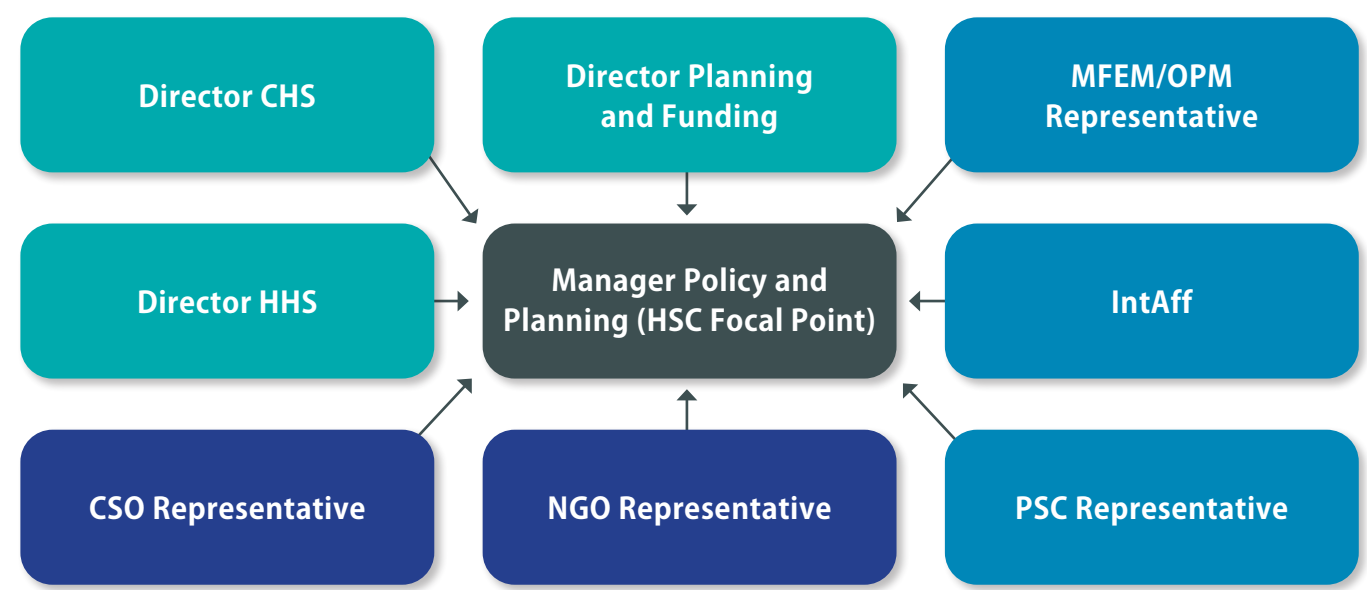 Director CHS
Director Planning
and Funding
MFEM/OPM
Representative
Director HHS
Manager Policy and
Planning (HSC Focal Point)
IntAff
CSO Representative
NGO Representative
PSC Representative